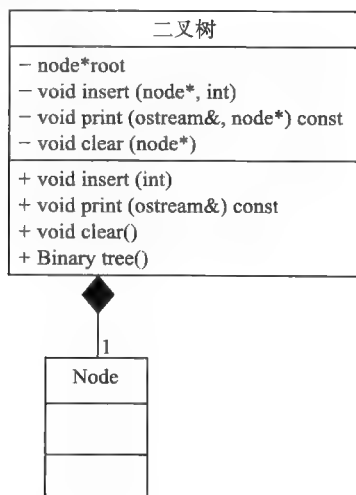 二叉树
− node*root
− void insert (node*, int)
− void print (ostream&, node*) const
− void clear (node*)
+ void insert (int)
+ void print (ostream&) const
+ void clear()
+ Binary tree()
1
Node